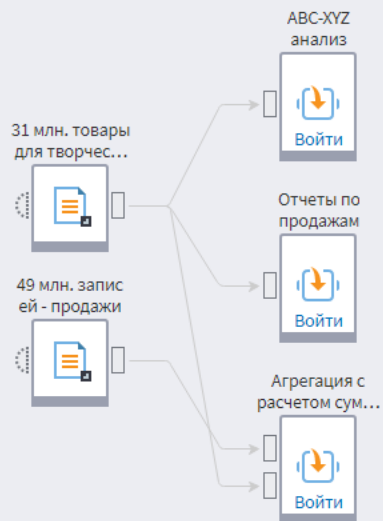 ABC-XYZ
анализ
Войти
31 млн. товары
для творчес...
Отчеты по
продажам
Войти
49 млн. запис
ей - продажи
Агрегация с
расчетом сум...
Войти